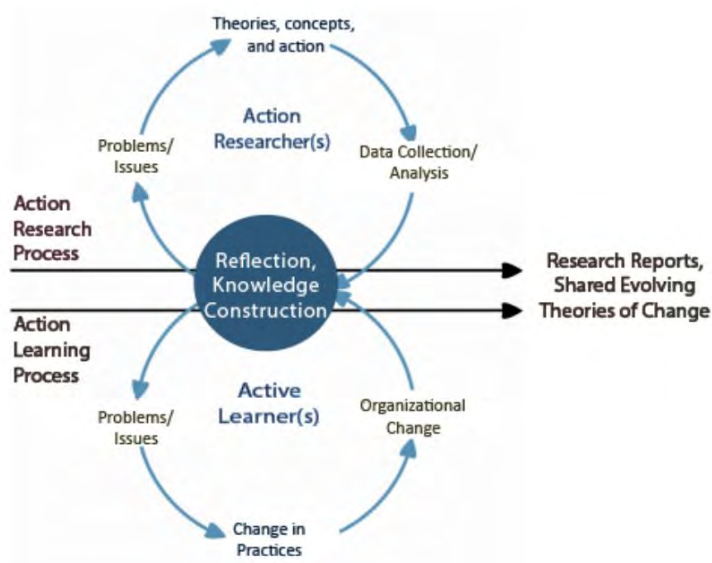 Theories, concepts,
and action
Action
Researcher(s)
Problems/
Issues
Data Collection/
Analysis
Action
Research
Process
Reflection,
Knowledge
Construction
Research Reports,
Shared Evolving
Theories of Change
Action
Learning
Process
Active
Learner(s)
Problems/
Issues
Organizational
Change
Change in
Practices